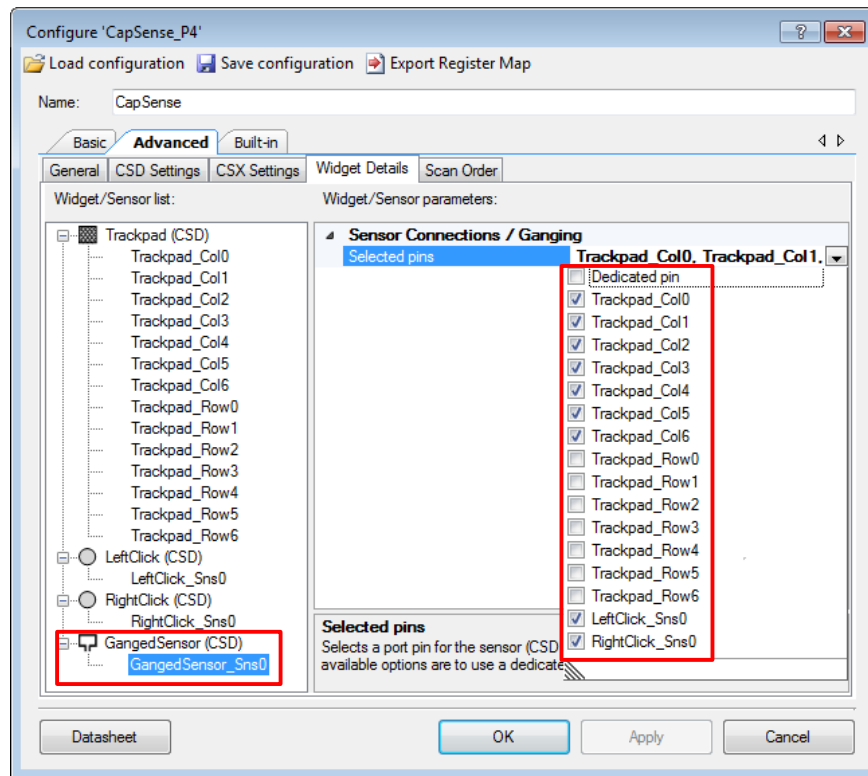 Configure 'CapSense_P4'
Load configuration Save configuration Export Register Map
Name: CapSense
Basic Advanced Built-in
General CSD Settings CSX Settings Widget Details Scan Order
Widget/Sensor list: Widget/Sensor parameters:
Trackpad (CSD)
Trackpad_Col0
Trackpad_Col1
Trackpad_Col2
Trackpad_Col3
Trackpad_Col4
Trackpad_Col5
Trackpad_Col6
Trackpad_Row0
Trackpad_Row1
Trackpad_Row2
Trackpad_Row3
Trackpad_Row4
Trackpad_Row5
Trackpad_Row6
LeftClick (CSD)
LeftClick_Sns0
RightClick (CSD)
RightClick_Sns0
GangedSensor (CSD)
GangedSensor_Sns0
Sensor Connections / Ganging
Selected pins Trackpad_Col0, Trackpad_Col1,
Dedicated pin
Trackpad_Col0
Trackpad_Col1
Trackpad_Col2
Trackpad_Col3
Trackpad_Col4
Trackpad_Col5
Trackpad_Col6
Trackpad_Row0
Trackpad_Row1
Trackpad_Row2
Trackpad_Row3
Trackpad_Row4
Trackpad_Row5
Trackpad_Row6
LeftClick_Sns0
RightClick_Sns0
Selected pins
Selects a port pin for the sensor (CSD
available options are to use a dedicate
Datasheet OK Apply Cancel